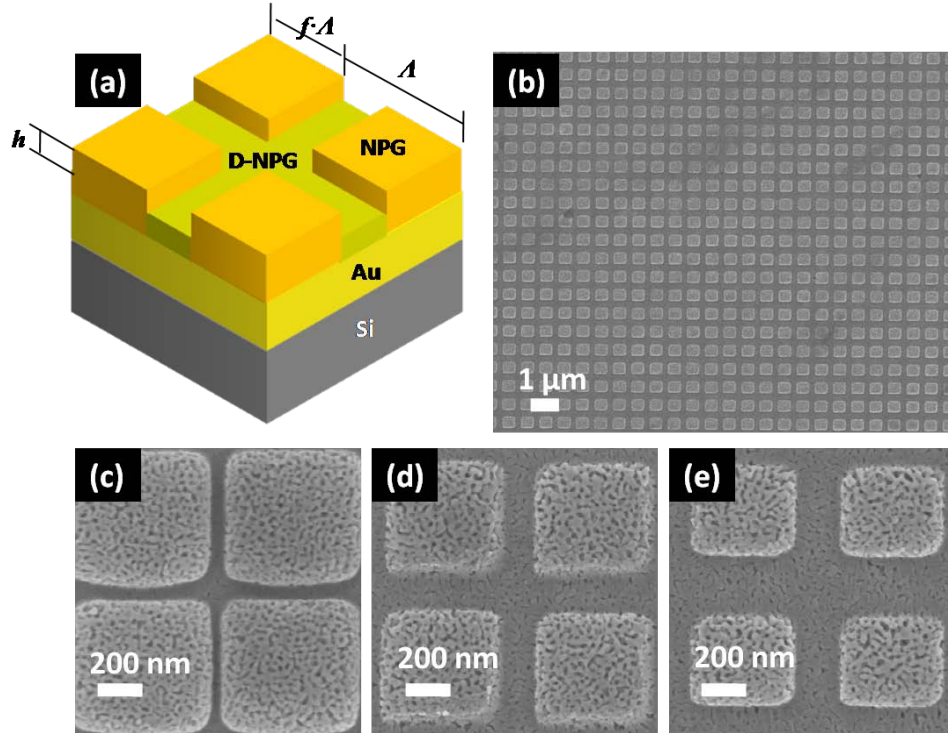 (a)
f·Λ
Λ
h
D-NPG
NPG
Au
Si
(b)
1 μm
(c)
200 nm
(d)
200 nm
(e)
200 nm